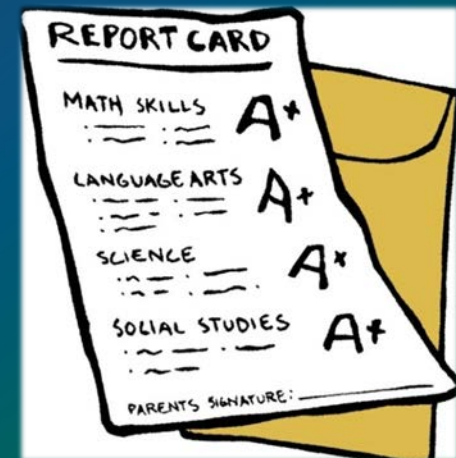 REPORT CARD
MATH SKILLS A+
LANGUAGE ARTS A+
SCIENCE A+
SOCIAL STUDIES A+
PARENTS SIGNATURE: